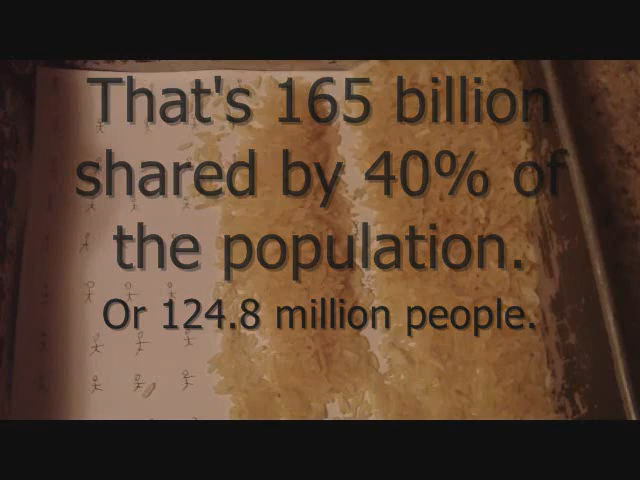 That's 165 billion
shared by 40% of
the population.
Or 124.8 million people.